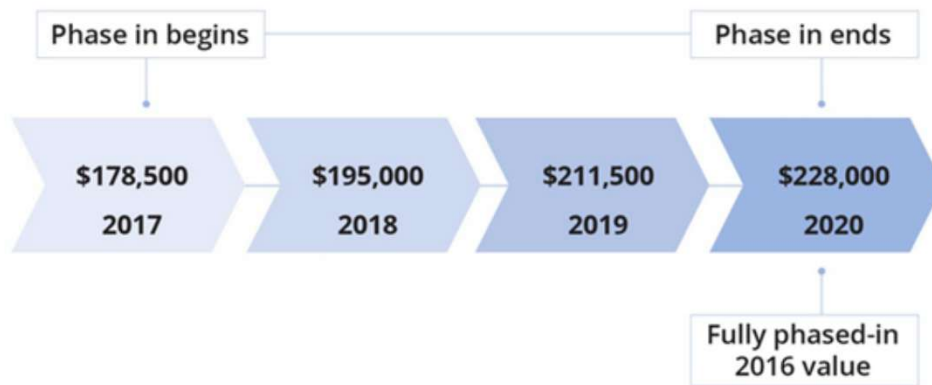 Phase in begins
Phase in ends
$178,500
2017
$195,000
2018
$211,500
2019
$228,000
2020
Fully phased-in
2016 value